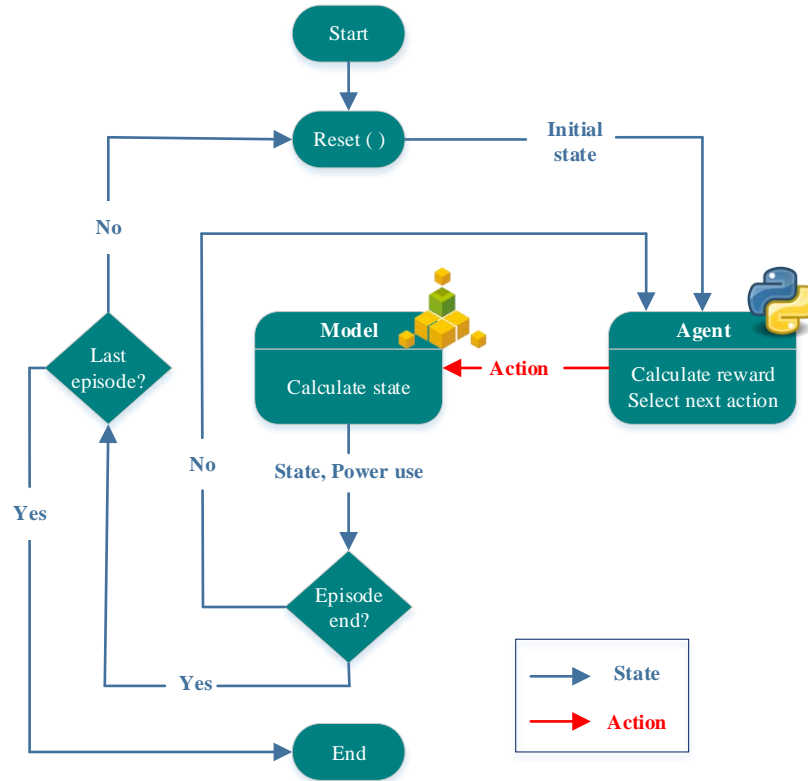 Start
Reset ( )
Initial
state
No
Model
Calculate state
Action
Agent
Calculate reward
Select next action
Last
episode?
No
State, Power use
Yes
Episode
end?
Yes
End
State
Action